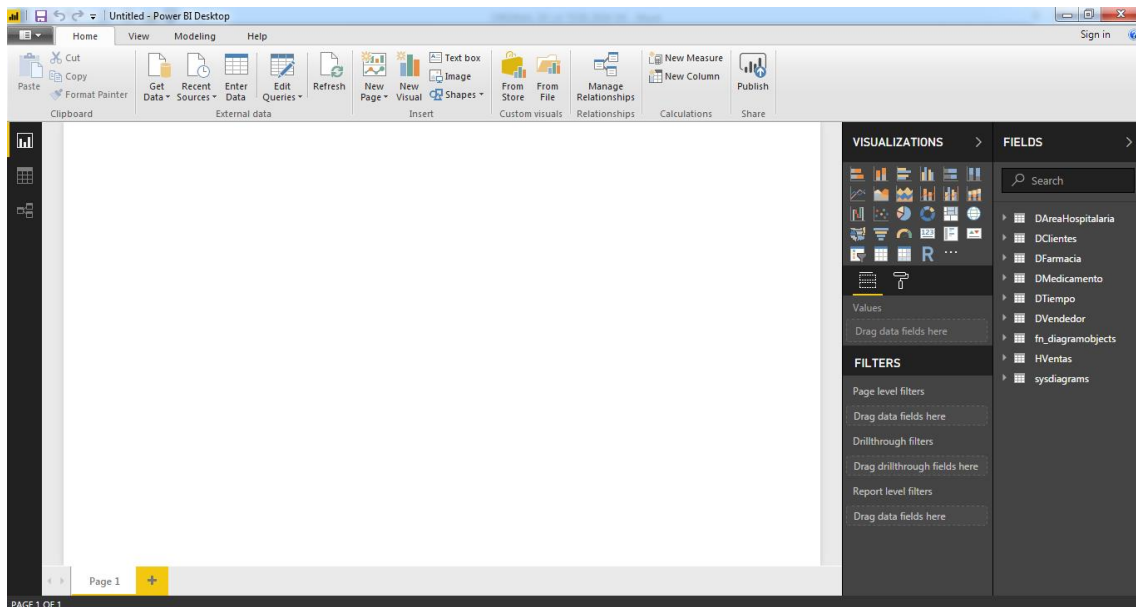 Untitled - Power BI Desktop
Home View Modeling Help Sign in
Paste
Cut
Copy
Format Painter
Clipboard
Get Data
Recent Sources
Enter Data
Edit Queries
Refresh
External data
New Page
New Visual
Text box
Image
Shapes
Insert
From Store
From File
Custom visuals
Manage Relationships
Relationships
New Measure
New Column
Calculations
Publish
Share
VISUALIZATIONS
123
R
Values
Drag data fields here
FILTERS
Page level filters
Drag data fields here
Drillthrough filters
Drag drillthrough fields here
Report level filters
Drag data fields here
FIELDS
Search
DAreaHospitalaria
DClientes
DFarmacia
DMedicamento
DTiempo
DVendedor
fn_diagramobjects
HVentas
sysdiagrams
Page 1
PAGE 1 OF 1